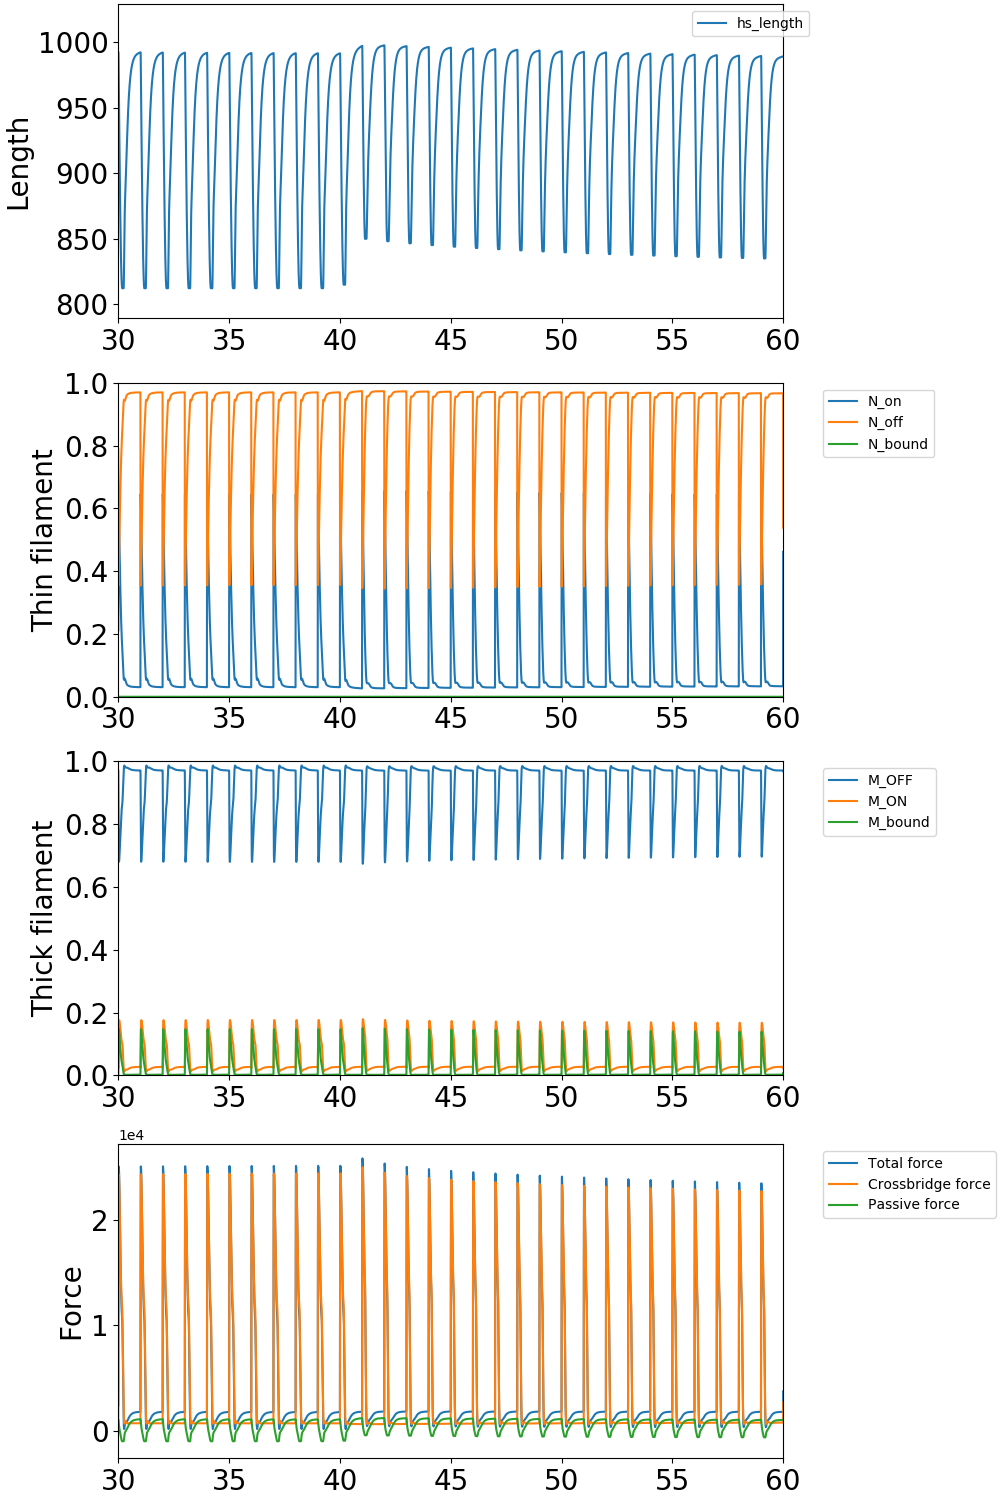 hs_length
Length
1000
950
900
850
800
30 35 40 45 50 55 60
N_on
N_off
N_bound
Thin filament
1.0
0.8
0.6
0.4
0.2
0.0
30 35 40 45 50 55 60
M_OFF
M_ON
M_bound
Thick filament
1.0
0.8
0.6
0.4
0.2
0.0
30 35 40 45 50 55 60
1e4
Total force
Crossbridge force
Passive force
Force
2
1
0
30 35 40 45 50 55 60